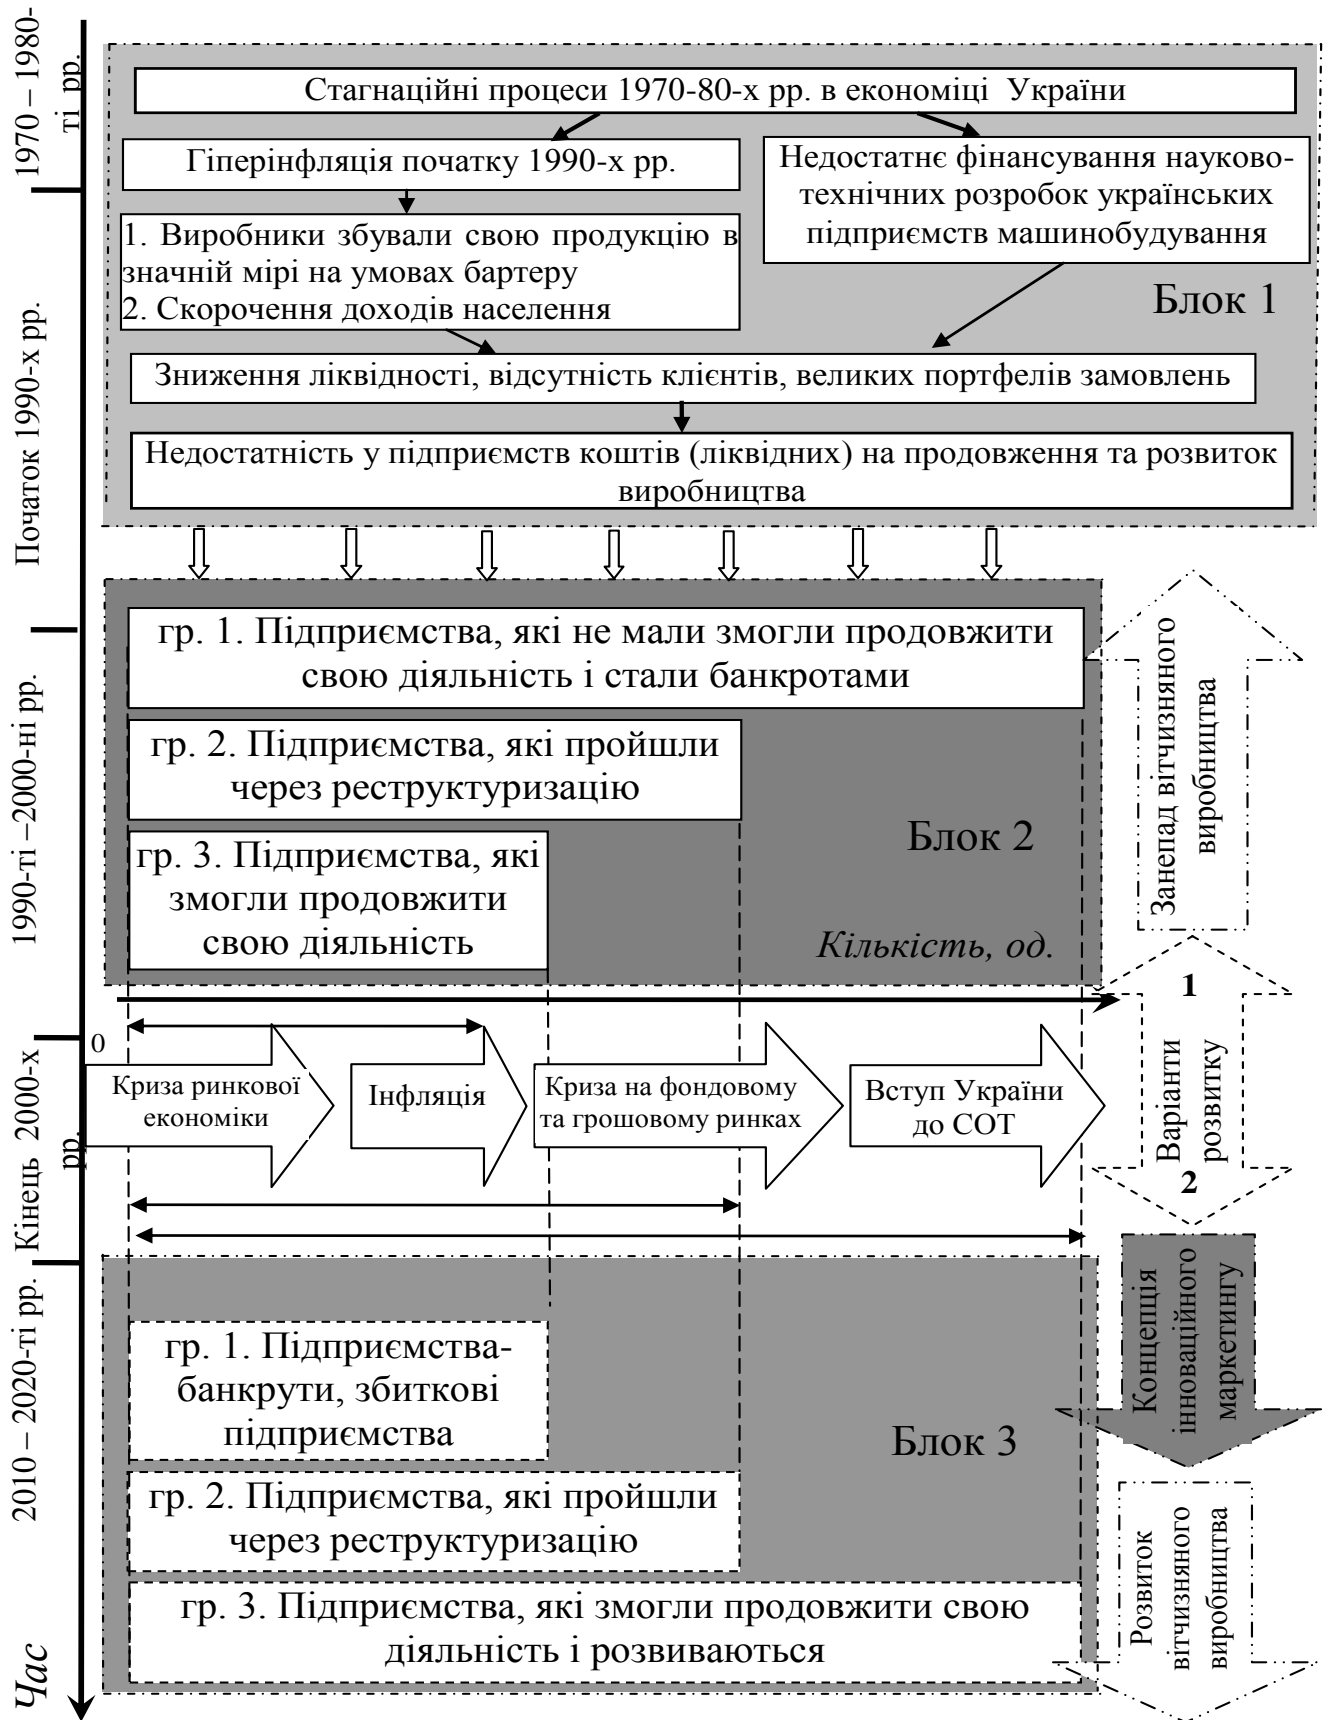 1970 – 1980-
ті рр.
Стагнаційні процеси 1970-80-х рр. в економіці України
Гіперінфляція початку 1990-х рр.
Недостатнє фінансування науково-
технічних розробок українських
підприємств машинобудування
1. Виробники збували свою продукцію в
значній мірі на умовах бартеру
2. Скорочення доходів населення
Блок 1
Початок 1990-х рр.
Зниження ліквідності, відсутність клієнтів, великих портфелів замовлень
Недостатність у підприємств коштів (ліквідних) на продовження та розвиток
виробництва
1990-ті –2000-ні рр.
гр. 1. Підприємства, які не мали змогли продовжити
свою діяльність і стали банкротами
гр. 2. Підприємства, які пройшли
через реструктуризацію
гр. 3. Підприємства, які
змогли продовжити
свою діяльність
Блок 2
Кількість, од.
Занепад вітчизняного
виробництва
1
Варіанти
розвитку
2
0
Кінець 2000-х
рр.
Криза ринкової
економіки
Інфляція
Криза на фондовому
та грошовому ринках
Вступ України
до СОТ
Концепція
інноваційного
маркетингу
2010 – 2020-ті рр.
гр. 1. Підприємства-
банкрути, збиткові
підприємства
Блок 3
гр. 2. Підприємства, які пройшли
через реструктуризацію
гр. 3. Підприємства, які змогли продовжити свою
діяльність і розвиваються
Розвиток
вітчизняного
виробництва
Час